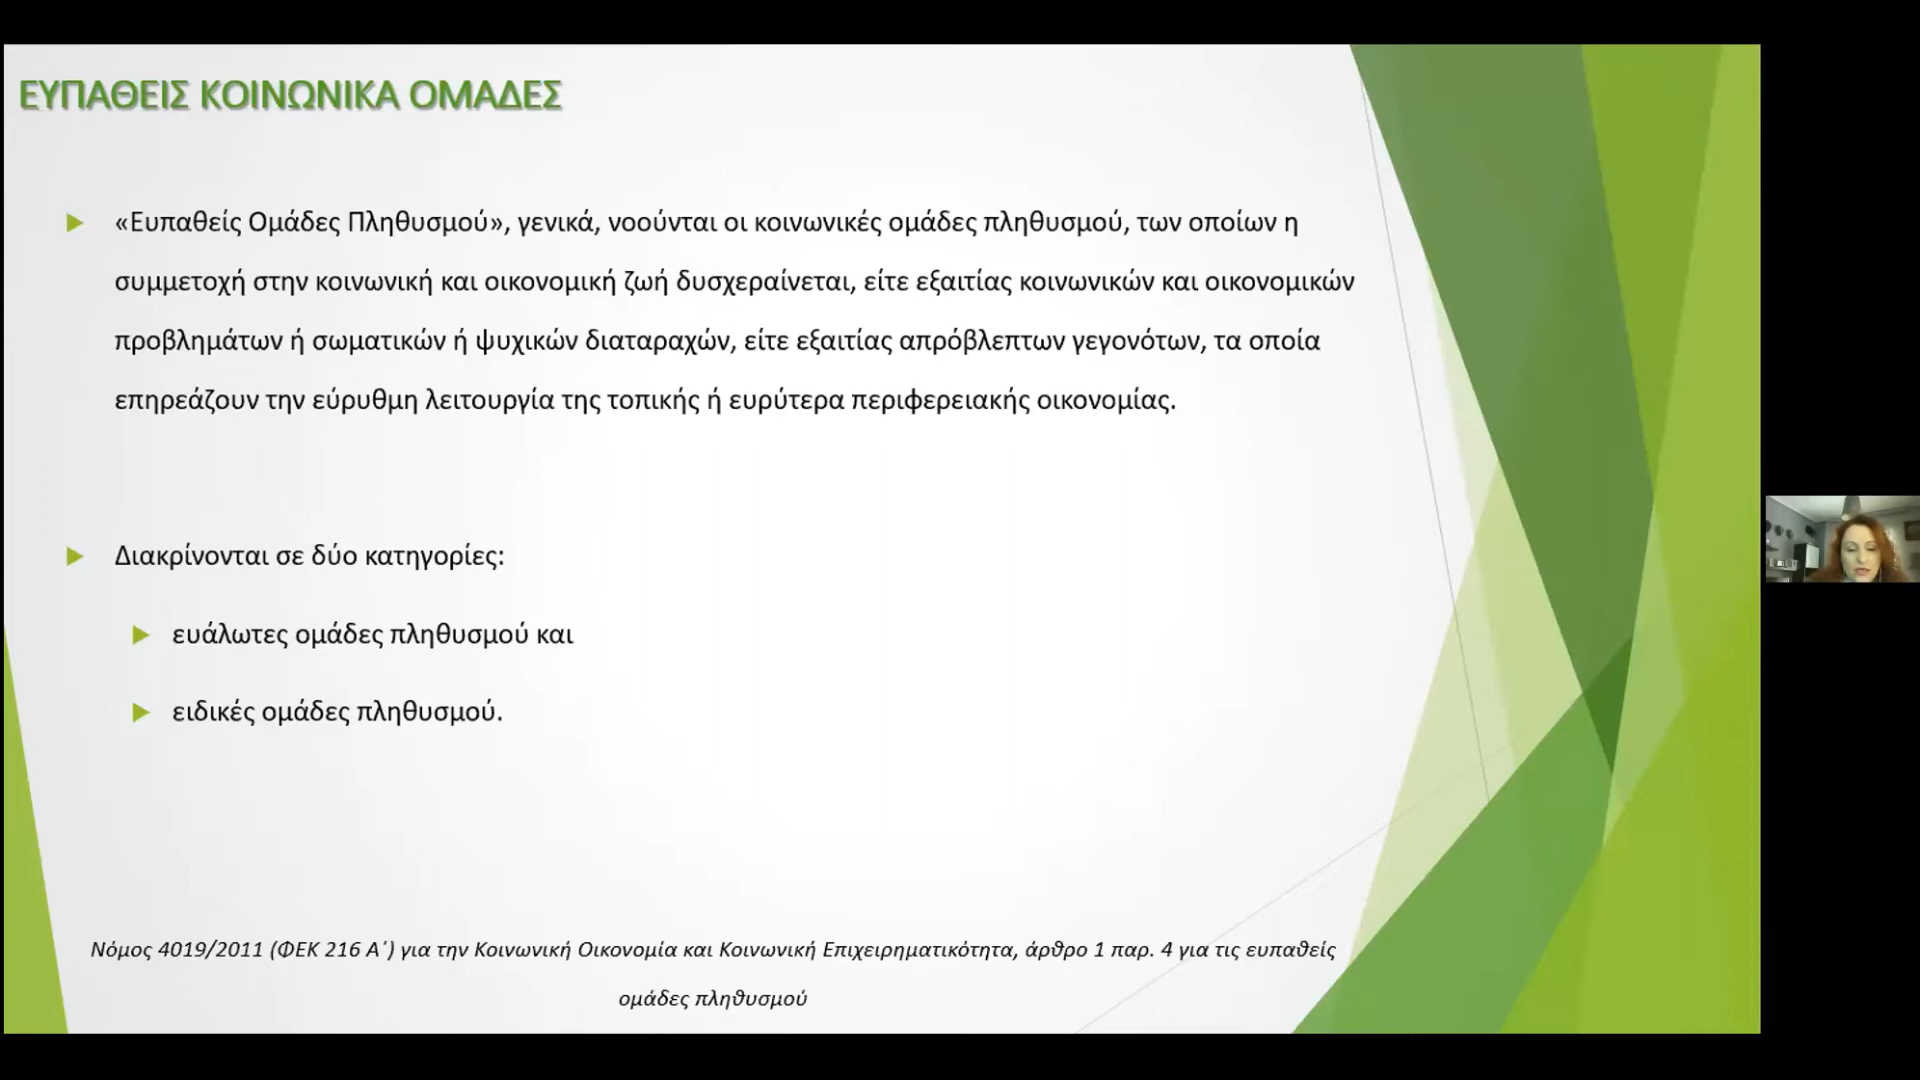 ΕΥΠΑΘΕΙΣ ΚΟΙΝΩΝΙΚΑ ΟΜΑΔΕΣ
«Ευπαθείς Ομάδες Πληθυσμού», γενικά, νοούνται οι κοινωνικές ομάδες πληθυσμού, των οποίων η
συμμετοχή στην κοινωνική και οικονομική ζωή δυσχεραίνεται, είτε εξαιτίας κοινωνικών και οικονομικών
προβλημάτων ή σωματικών ή ψυχικών διαταραχών, είτε εξαιτίας απρόβλεπτων γεγονότων, τα οποία
επηρεάζουν την εύρυθμη λειτουργία της τοπικής ή ευρύτερα περιφερειακής οικονομίας.
Διακρίνονται σε δύο κατηγορίες:
ευάλωτες ομάδες πληθυσμού και
ειδικές ομάδες πληθυσμού.
Νόμος 4019/2011 (ΦΕΚ 216 Α΄) για την Κοινωνική Οικονομία και Κοινωνική Επιχειρηματικότητα, άρθρο 1 παρ. 4 για τις ευπαθείς
ομάδες πληθυσμού